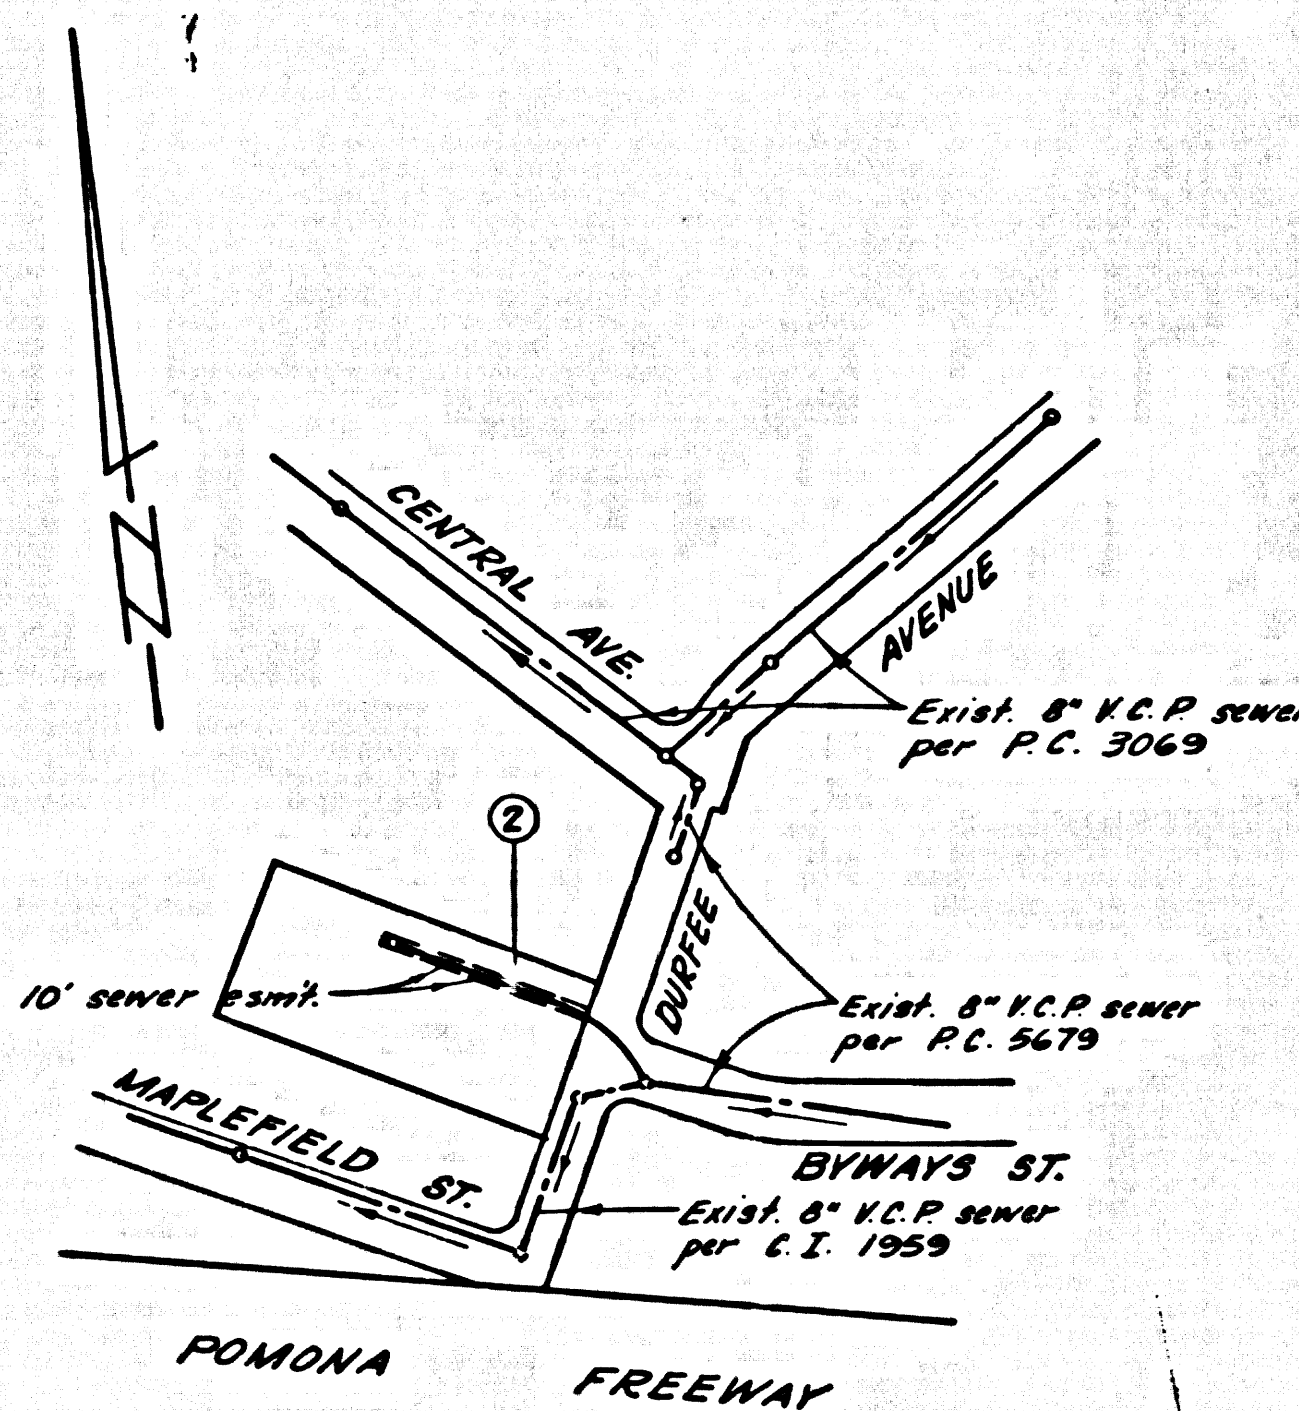 N
CENTRAL
AVE.
AVENUE
Exist. 8" V.C.P. sewer
per P.C. 3069
2
DURFEE
10' sewer esm't.
Exist. 8" V.C.P. sewer
per P.C. 5679
MAPLEFIELD
ST.
BYWAYS ST.
Exist. 8" V.C.P. sewer
per C.I. 1959
POMONA
FREEWAY